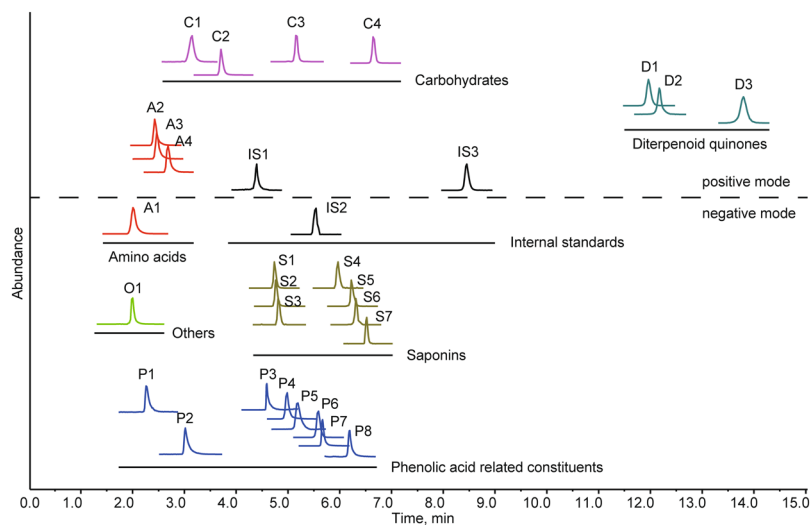 C1
C2
C3
C4
Carbohydrates
D1
D2
D3
Diterpenoid quinones
A2
A3
A4
IS1
IS3
positive mode
negative mode
A1
IS2
Amino acids
Internal standards
S1
S2
S3
S4
S5
S6
S7
Saponins
O1
Others
P1
P2
P3
P4
P5
P6
P7
P8
Phenolic acid related constituents
Abundance
0.0 1.0 2.0 3.0 4.0 5.0 6.0 7.0 8.0 9.0 10.0 11.0 12.0 13.0 14.0 15.0
Time, min